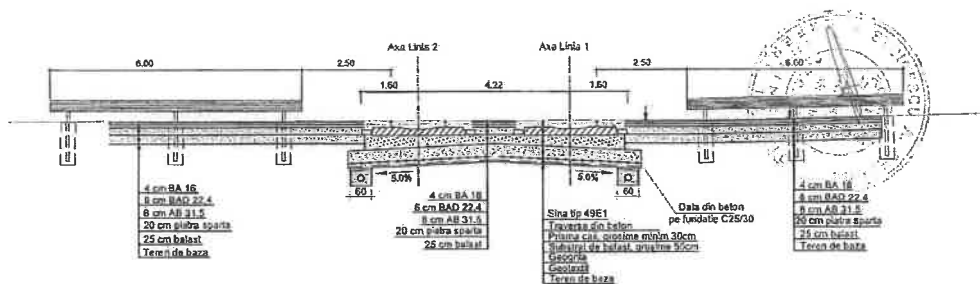 Axa Linia 2
Axa Linia 1
6.00
2.50
2.50
6.00
1.60
4.22
1.60
5.0%
5.0%
60
60
4 cm BA 16
6 cm BAD 22.4
8 cm AB 31.5
20 cm piatra sparta
25 cm balast
Teren de baza
4 cm BA 16
6 cm BAD 22.4
8 cm AB 31.5
20 cm piatra sparta
25 cm balast
Sina tip 49E1
Traversa din beton
Prisma cale, grosime minim 30cm
Substrat de balast, grosime 50cm
Geogrila
Geotextil
Teren de baza
Dala din beton
pe fundatie C25/30
4 cm BA 16
6 cm BAD 22.4
8 cm AB 31.5
20 cm piatra sparta
25 cm balast
Teren de baza